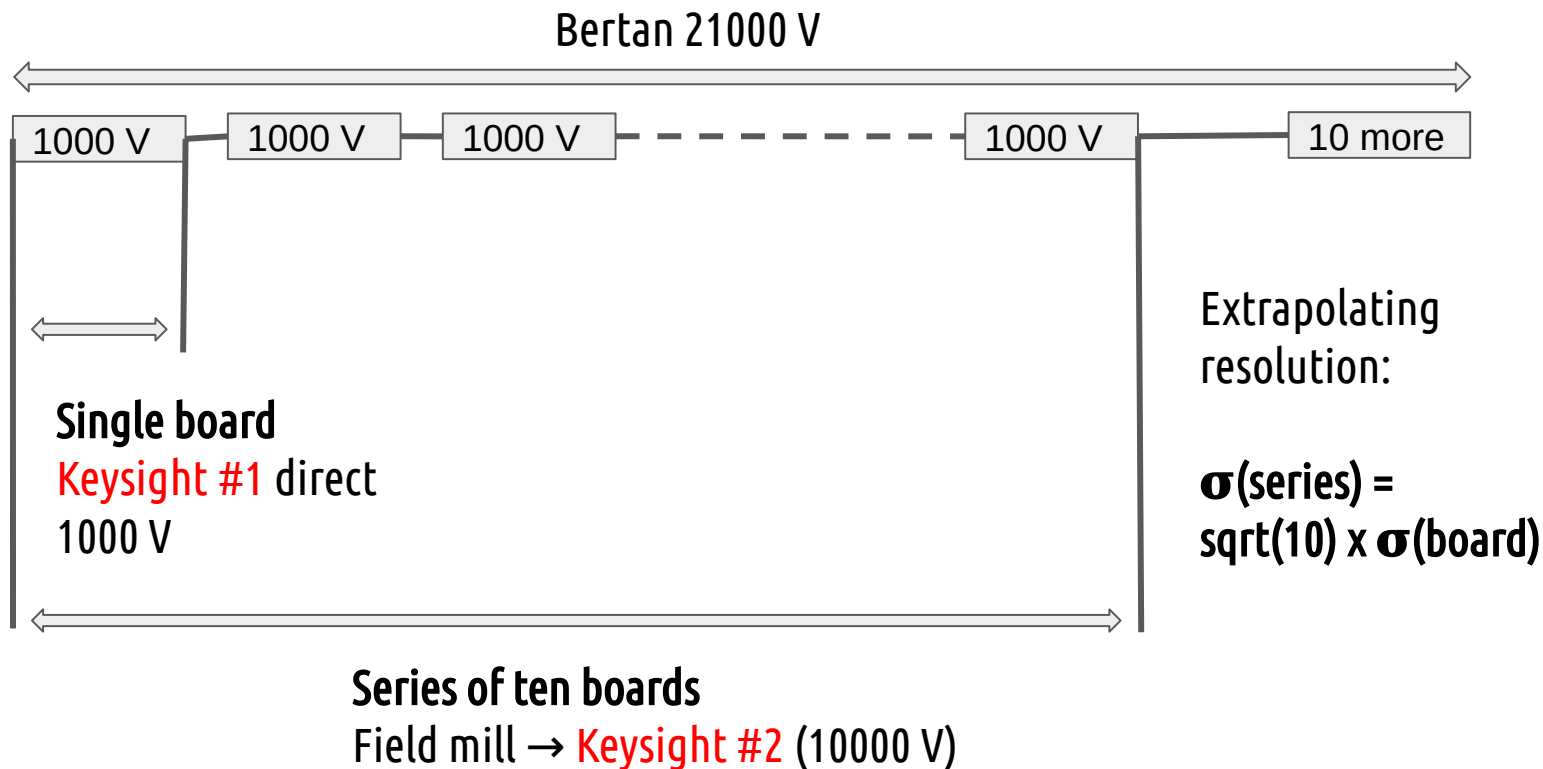 Bertan 21000 V
1000 V
1000 V
1000 V
1000 V
10 more
Single board
Keysight #1 direct
1000 V
Extrapolating
resolution:
𝛔(series) =
sqrt(10) x 𝛔(board)
Series of ten boards
Field mill → Keysight #2 (10000 V)